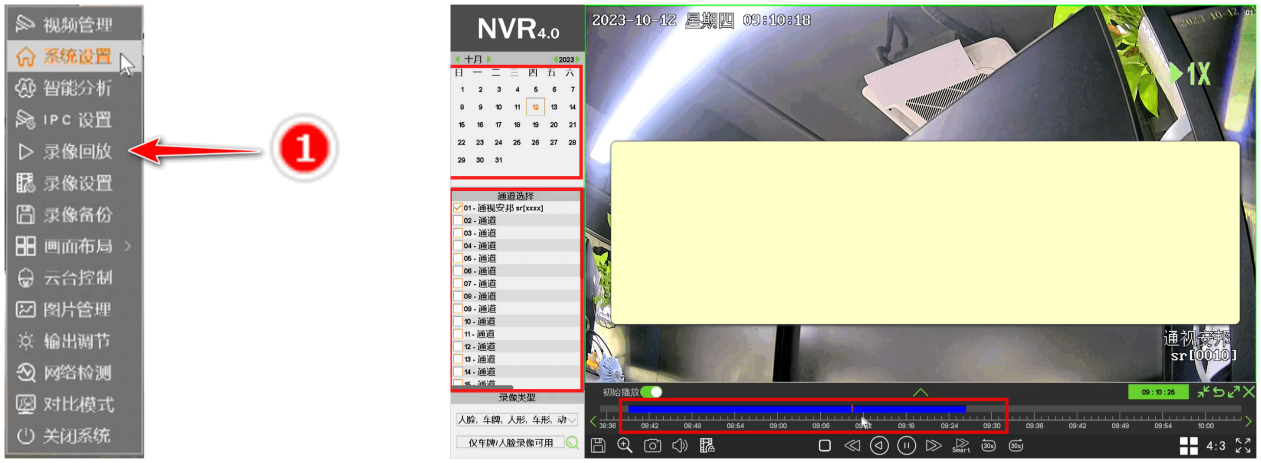 视频管理
系统设置
智能分析
IPC 设置
录像回放
录像设置
录像备份
画面布局 >
云台控制
图片管理
输出调节
网络检测
对比模式
关闭系统
1
NVR4.0
十月 2023
日 一 二 三 四 五 六
1 2 3 4 5 6 7
8 9 10 11 12 13 14
15 16 17 18 19 20 21
22 23 24 25 26 27 28
29 30 31
通道选择
01 - 通视安邦 sr[xxxx]
02 - 通道
03 - 通道
04 - 通道
05 - 通道
06 - 通道
07 - 通道
08 - 通道
09 - 通道
10 - 通道
11 - 通道
12 - 通道
13 - 通道
14 - 通道
15 - 通道
录像类型
人脸, 车牌, 人形, 车形, 动
仅车牌/人脸录像可用
2023-10-12 星期四 09:10:18
2023-10-12
01
1X
通视安邦
sr[0010]
初始播放
09:10:26
08:36 08:42 08:48 08:54 09:00 09:06 09:12 09:18 09:24 09:30 09:36 09:42 09:48 09:54 10:00
Smart 30s 30s 4:3